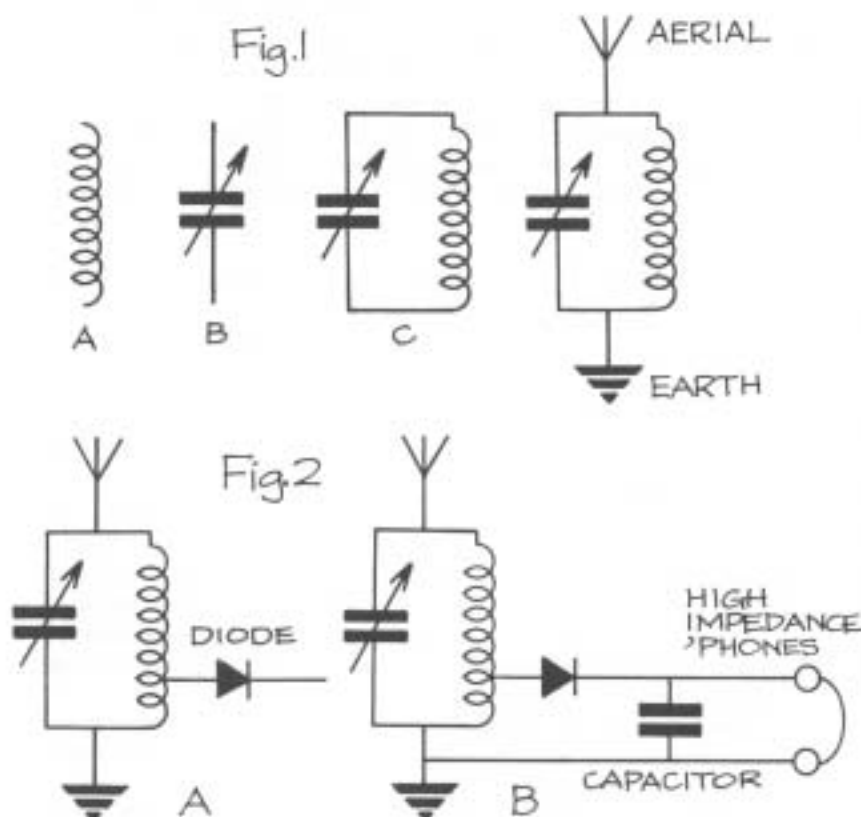 Fig.1
AERIAL
A
B
C
EARTH
Fig.2
DIODE
HIGH
IMPEDANCE
'PHONES
CAPACITOR
A
B